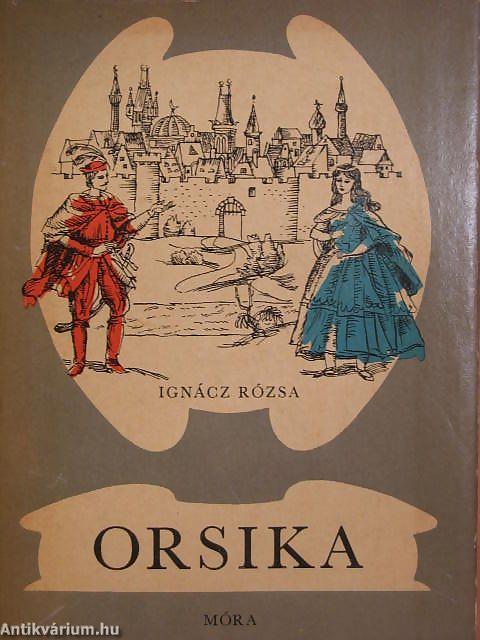 IGNÁCZ RÓZSA
ORSIKA
MÓRA
Antikvárium.hu